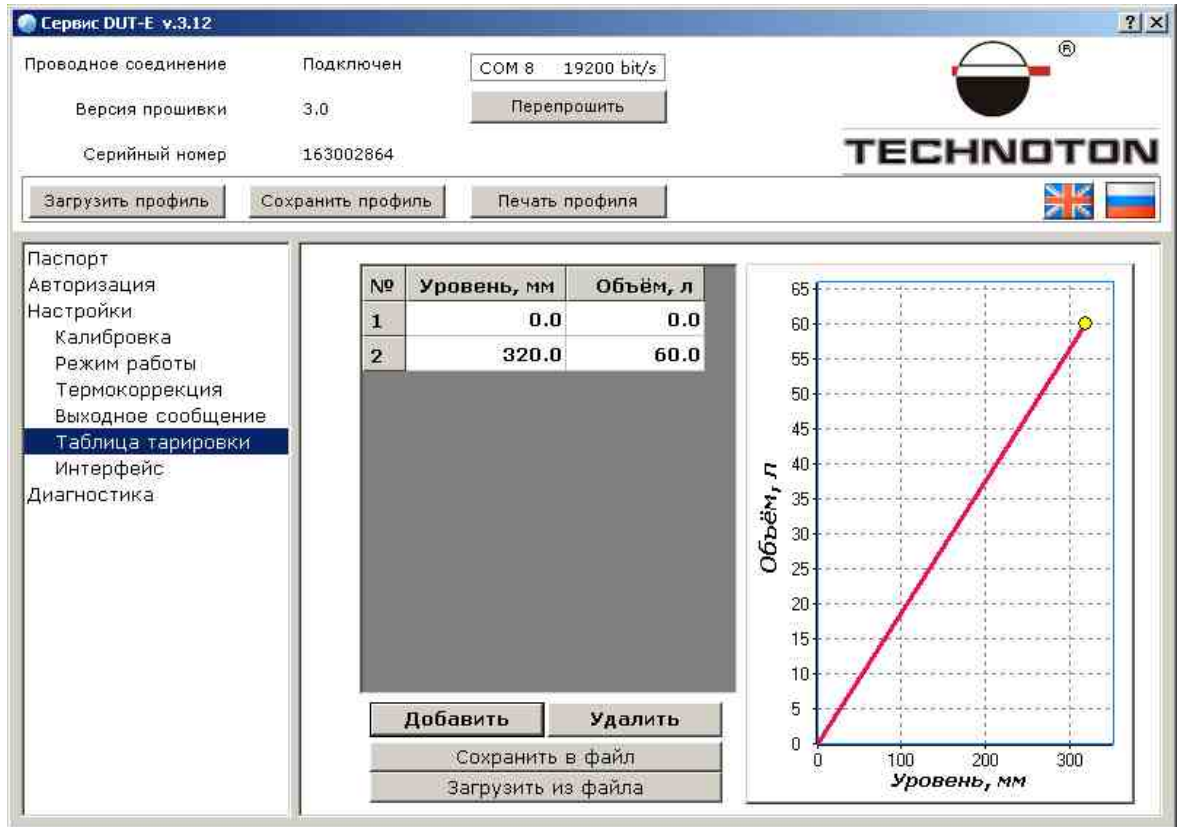 Сервис DUT-E v.3.12
Проводное соединение Подключен COM 8 19200 bit/s
Версия прошивки 3.0 Перепрошить
Серийный номер 163002864
®
TECHNOTON
Загрузить профиль Сохранить профиль Печать профиля
Паспорт
Авторизация
Настройки
Калибровка
Режим работы
Термокоррекция
Выходное сообщение
Таблица тарировки
Интерфейс
Диагностика
№ Уровень, мм Объём, л
1 0.0 0.0
2 320.0 60.0
Добавить Удалить
Сохранить в файл
Загрузить из файла
Объём, л
65
60
55
50
45
40
35
30
25
20
15
10
5
0
0 100 200 300
Уровень, мм